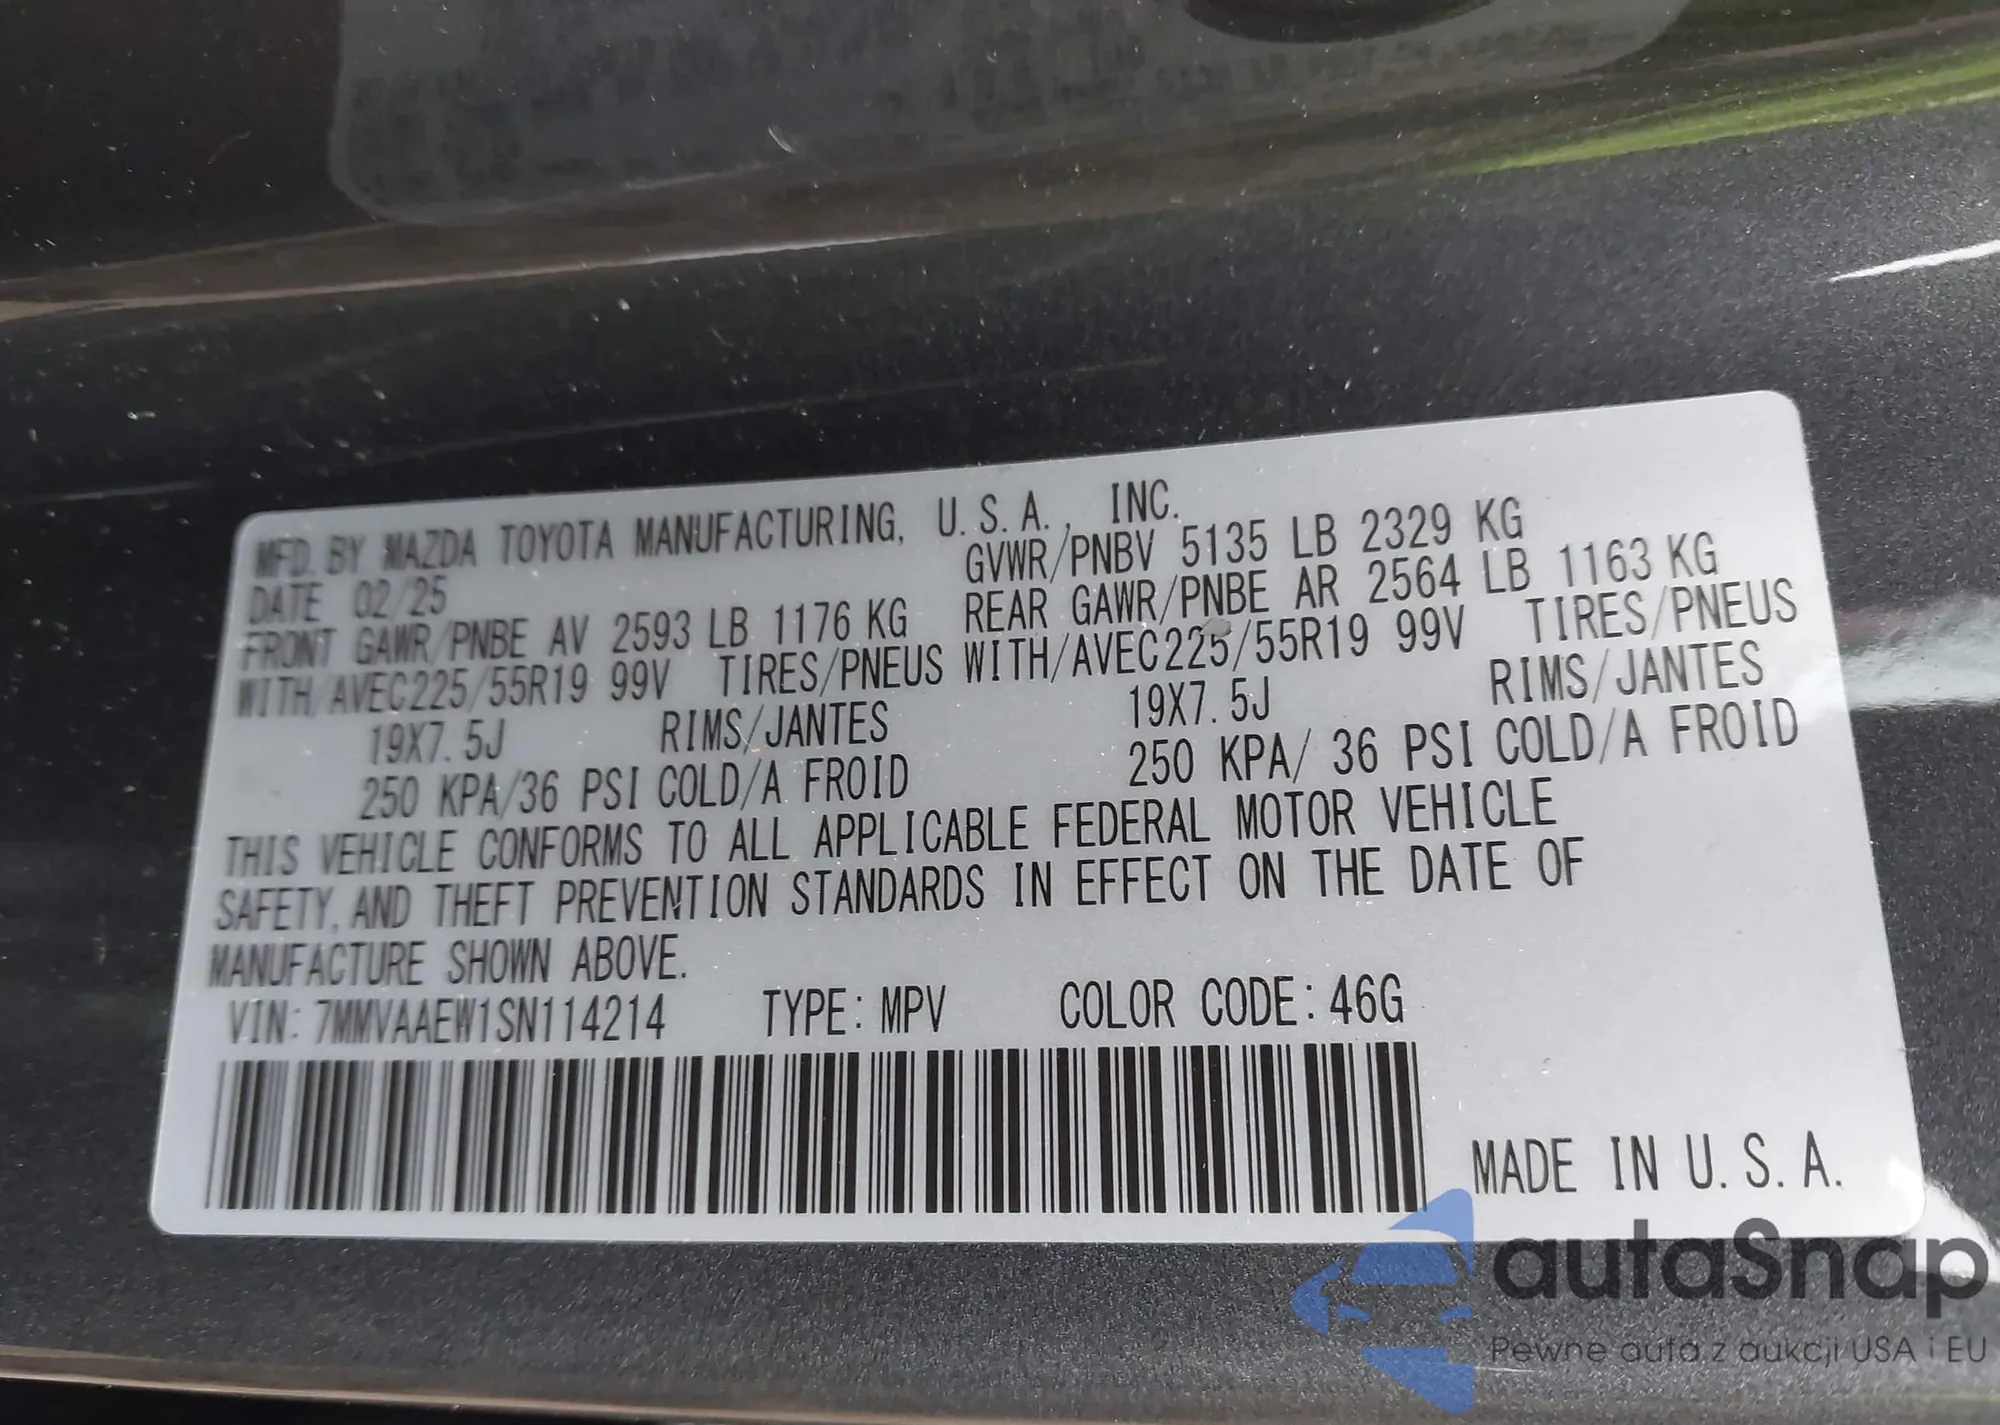 MFD. BY MAZDA TOYOTA MANUFACTURING, U.S.A., INC.
DATE 02/25 GVWR/PNBV 5135 LB 2329 KG
FRONT GAWR/PNBE AV 2593 LB 1176 KG REAR GAWR/PNBE AR 2564 LB 1163 KG
WITH/AVEC225/55R19 99V TIRES/PNEUS WITH/AVEC225/55R19 99V TIRES/PNEUS
19X7.5J RIMS/JANTES 19X7.5J RIMS/JANTES
250 KPA/36 PSI COLD/A FROID 250 KPA/ 36 PSI COLD/A FROID
THIS VEHICLE CONFORMS TO ALL APPLICABLE FEDERAL MOTOR VEHICLE
SAFETY, AND THEFT PREVENTION STANDARDS IN EFFECT ON THE DATE OF
MANUFACTURE SHOWN ABOVE.
VIN: 7MMVAAEW1SN114214 TYPE: MPV COLOR CODE: 46G
MADE IN U.S.A.
autaSnap
Pewne auta z aukcji USA i EU